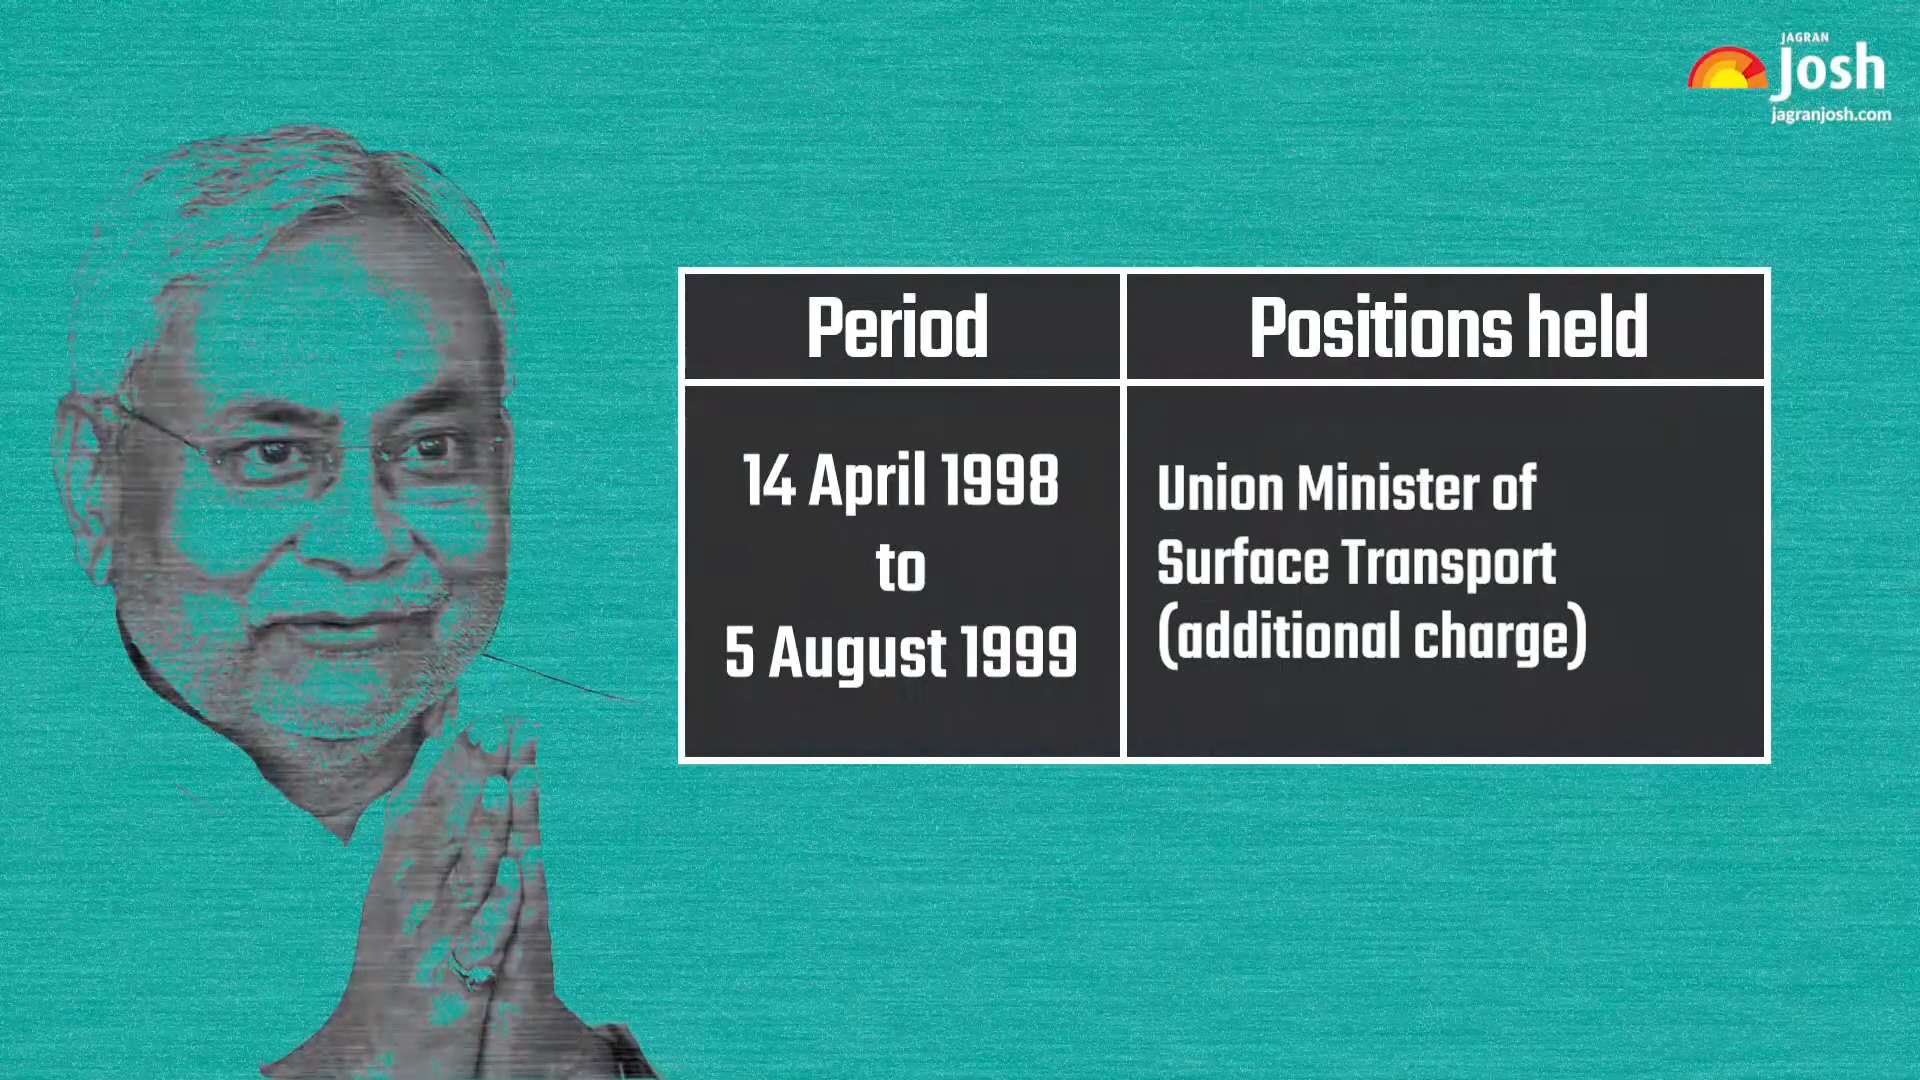 JAGRAN
Josh
jagranjosh.com
Period
Positions held
14 April 1998
to
5 August 1999
Union Minister of
Surface Transport
(additional charge)